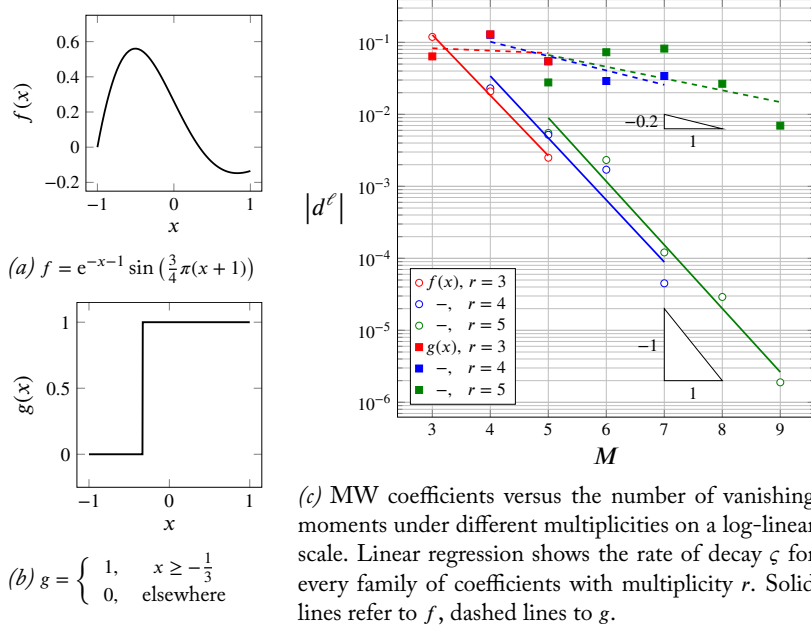 0.6
0.4
0.2
0
−0.2
−1
0
1
f(x)
x
(a) f = e^{−x−1} sin (3/4 π(x + 1))
1
0.5
0
−1
0
1
g(x)
x
(b) g = { 1, x ≥ −1/3
0, elsewhere
10^{−1}
10^{−2}
10^{−3}
10^{−4}
10^{−5}
10^{−6}
|d^ℓ|
−0.2
1
−1
1
f(x), r = 3
–, r = 4
–, r = 5
g(x), r = 3
–, r = 4
–, r = 5
3 4 5 6 7 8 9
M
(c) MW coefficients versus the number of vanishing
moments under different multiplicities on a log-linear
scale. Linear regression shows the rate of decay ς for
every family of coefficients with multiplicity r. Solid
lines refer to f, dashed lines to g.